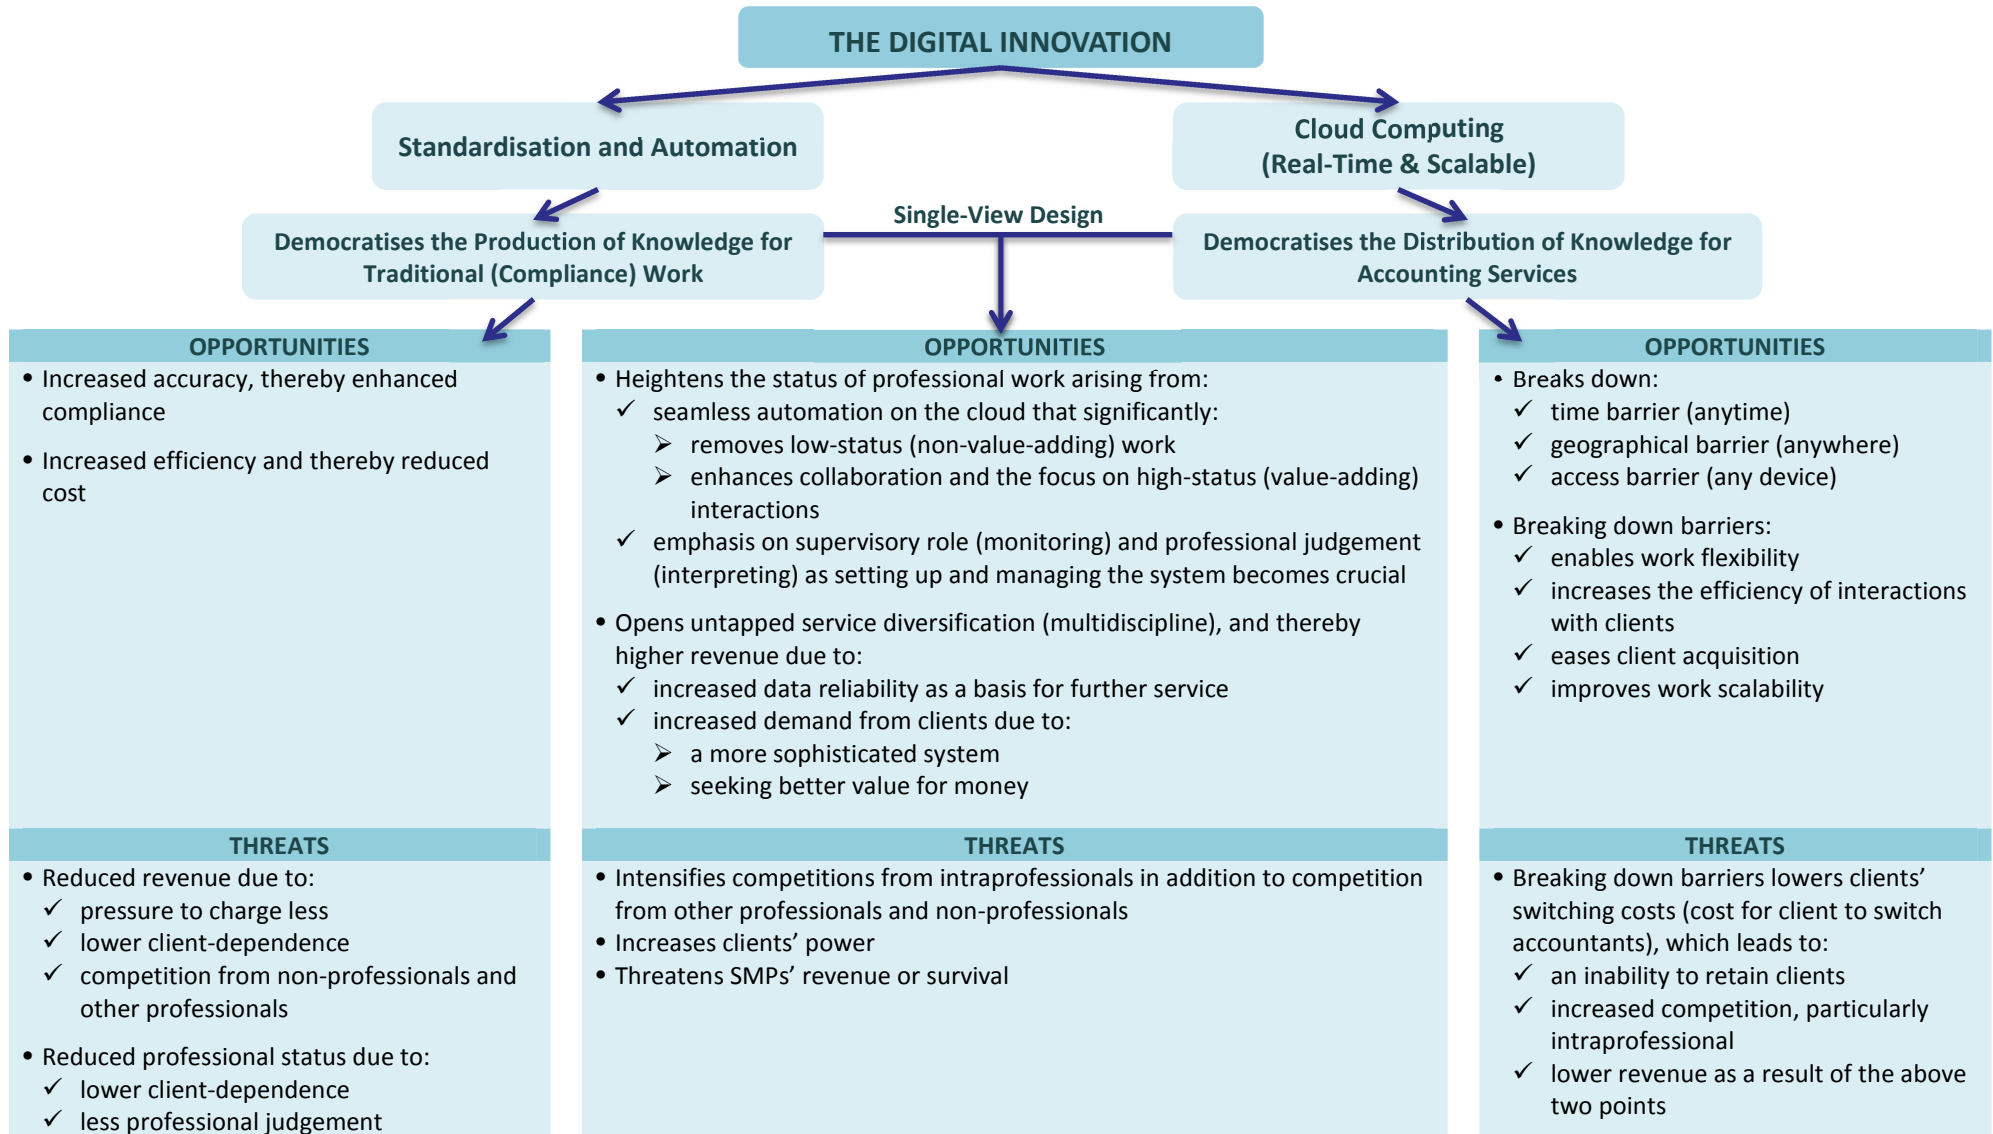 THE DIGITAL INNOVATION
Standardisation and Automation
Cloud Computing
(Real-Time & Scalable)
Single-View Design
Democratises the Production of Knowledge for
Traditional (Compliance) Work
Democratises the Distribution of Knowledge for
Accounting Services
OPPORTUNITIES
• Increased accuracy, thereby enhanced
compliance
• Increased efficiency and thereby reduced
cost
THREATS
• Reduced revenue due to:
✓ pressure to charge less
✓ lower client-dependence
✓ competition from non-professionals and
other professionals
• Reduced professional status due to:
✓ lower client-dependence
✓ less professional judgement
OPPORTUNITIES
• Heightens the status of professional work arising from:
✓ seamless automation on the cloud that significantly:
➢ removes low-status (non-value-adding) work
➢ enhances collaboration and the focus on high-status (value-adding)
interactions
✓ emphasis on supervisory role (monitoring) and professional judgement
(interpreting) as setting up and managing the system becomes crucial
• Opens untapped service diversification (multidiscipline), and thereby
higher revenue due to:
✓ increased data reliability as a basis for further service
✓ increased demand from clients due to:
➢ a more sophisticated system
➢ seeking better value for money
THREATS
• Intensifies competitions from intraprofessionals in addition to competition
from other professionals and non-professionals
• Increases clients’ power
• Threatens SMPs’ revenue or survival
OPPORTUNITIES
• Breaks down:
✓ time barrier (anytime)
✓ geographical barrier (anywhere)
✓ access barrier (any device)
• Breaking down barriers:
✓ enables work flexibility
✓ increases the efficiency of interactions
with clients
✓ eases client acquisition
✓ improves work scalability
THREATS
• Breaking down barriers lowers clients’
switching costs (cost for client to switch
accountants), which leads to:
✓ an inability to retain clients
✓ increased competition, particularly
intraprofessional
✓ lower revenue as a result of the above
two points